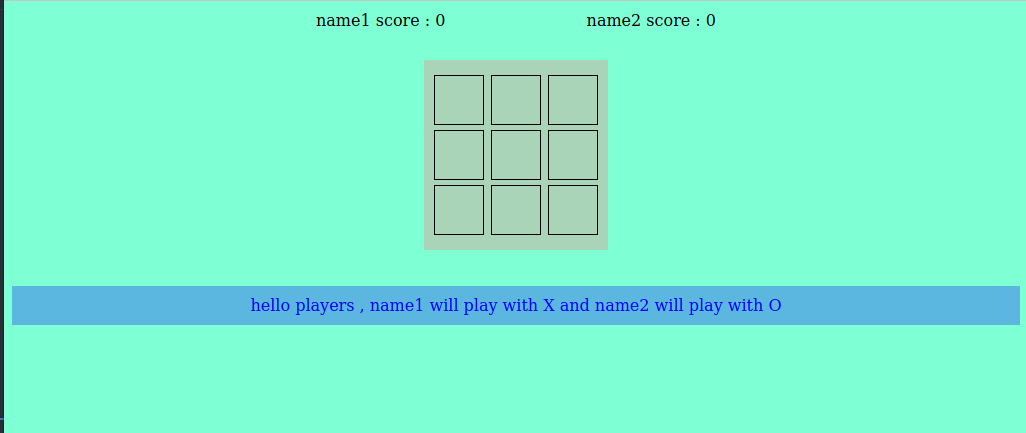 name1 score : 0 name2 score : 0
hello players , name1 will play with X and name2 will play with O